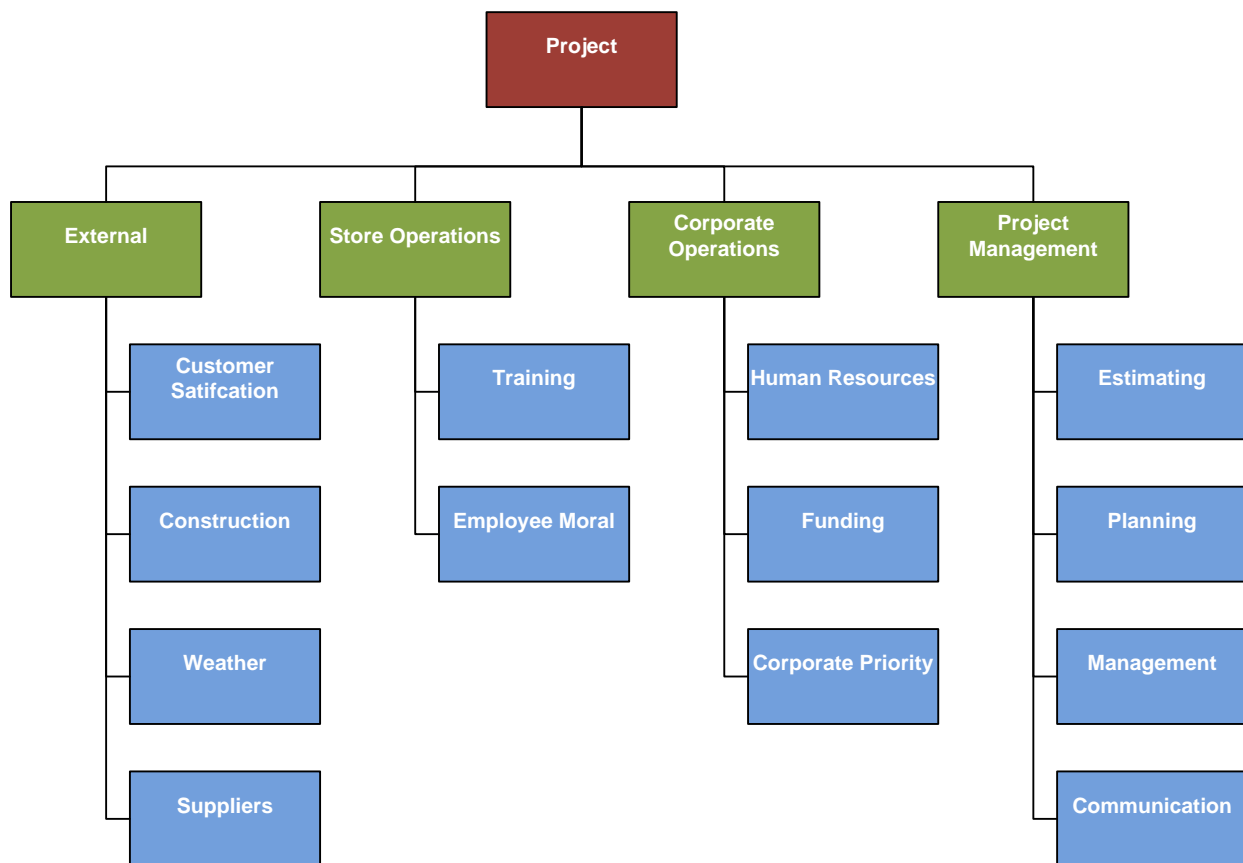 Project
External
Store Operations
Corporate
Operations
Project
Management
Customer
Satifcation
Training
Human Resources
Estimating
Construction
Employee Moral
Funding
Planning
Weather
Corporate Priority
Management
Suppliers
Communication